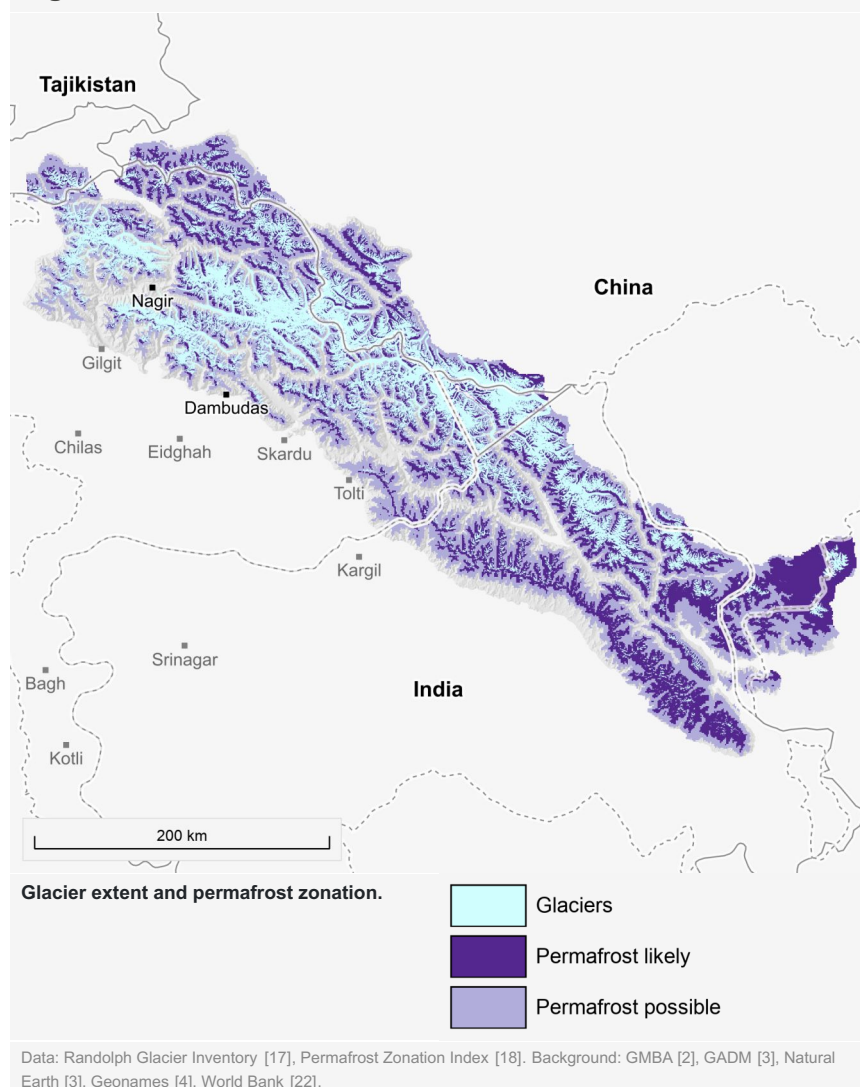 Tajikistan
China
Nagir
Gilgit
Dambudas
Chilas
Eidghah
Skardu
Tolti
Kargil
Srinagar
Bagh
India
Kotli
200 km
Glacier extent and permafrost zonation.
Glaciers
Permafrost likely
Permafrost possible
Data: Randolph Glacier Inventory [17], Permafrost Zonation Index [18]. Background: GMBA [2], GADM [3], Natural
Earth [3], Geonames [4], World Bank [22].